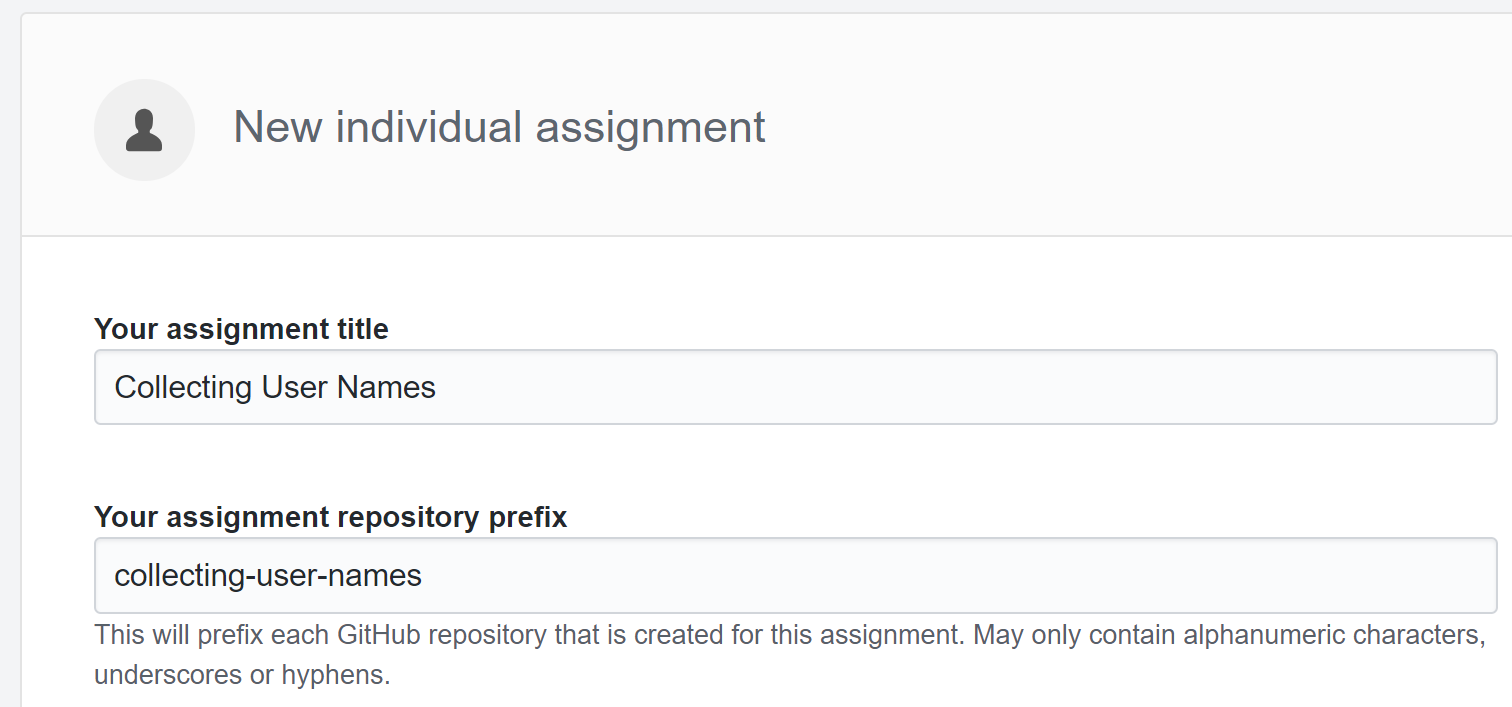 New individual assignment
Your assignment title
Collecting User Names
Your assignment repository prefix
collecting-user-names
This will prefix each GitHub repository that is created for this assignment. May only contain alphanumeric characters,
underscores or hyphens.